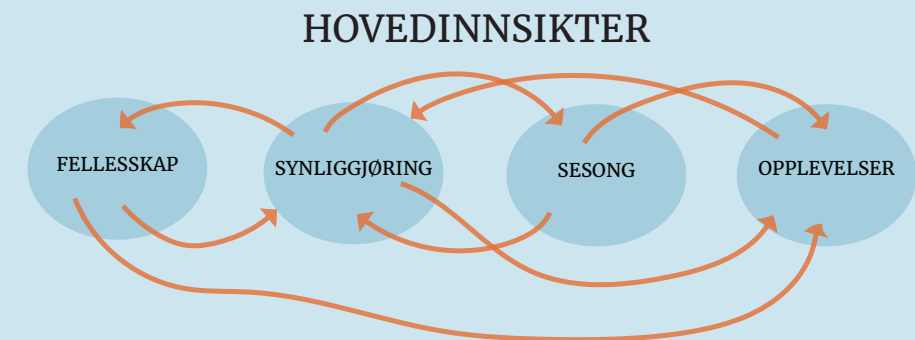 HOVEDINNSIKTER
FELLESSKAP
SYNLIGGJØRING
SESONG
OPPLEVELSER